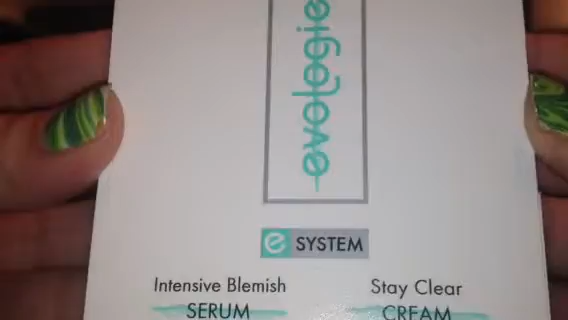 evologie
e SYSTEM
Intensive Blemish
SERUM
Stay Clear
CREAM